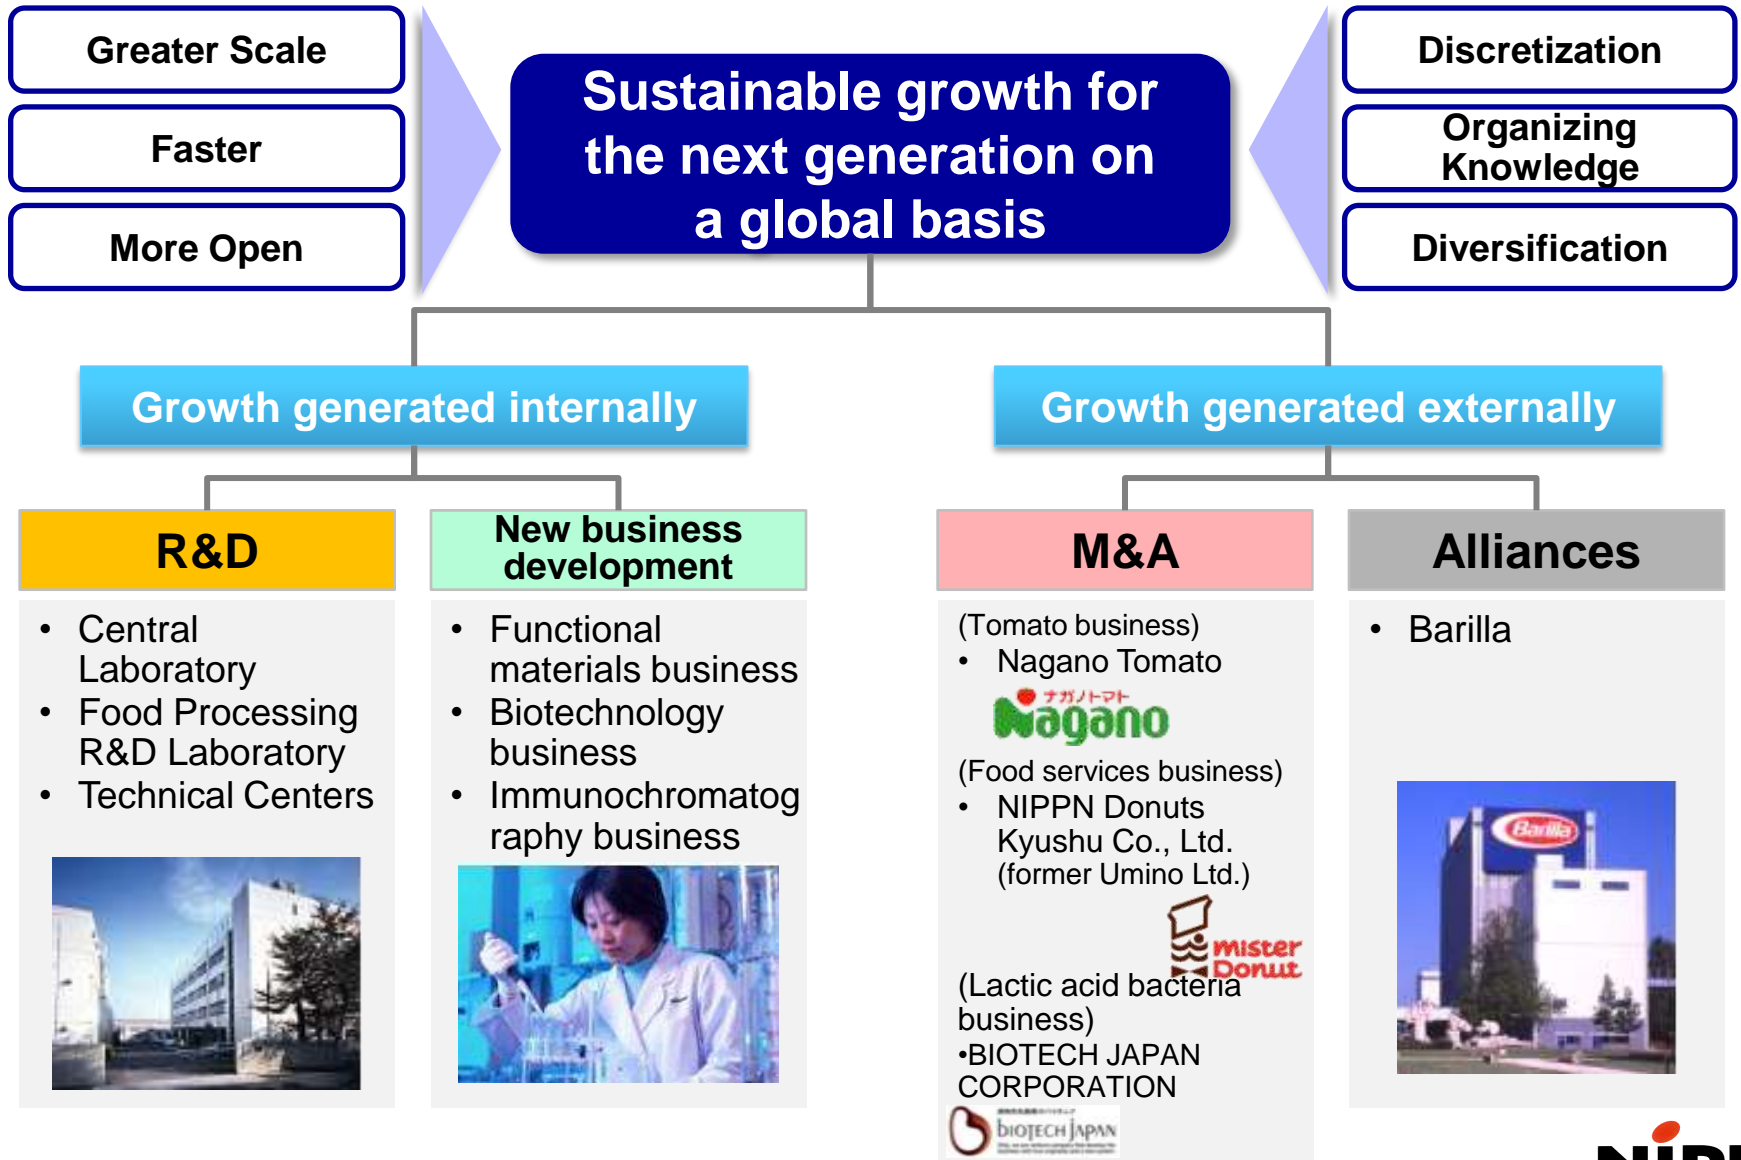 Greater Scale
Faster
More Open
Sustainable growth for
the next generation on
a global basis
Discretization
Organizing
Knowledge
Diversification
Growth generated internally
Growth generated externally
R&D
• Central
Laboratory
• Food Processing
R&D Laboratory
• Technical Centers
New business
development
• Functional
materials business
• Biotechnology
business
• Immunochromatog
raphy business
M&A
(Tomato business)
• Nagano Tomato
ナガノトマト
Nagano
(Food services business)
• NIPPN Donuts
Kyushu Co., Ltd.
(former Umino Ltd.)
mister
Donut
(Lactic acid bacteria
business)
•BIOTECH JAPAN
CORPORATION
BIOTECH JAPAN
Alliances
• Barilla
Barilla